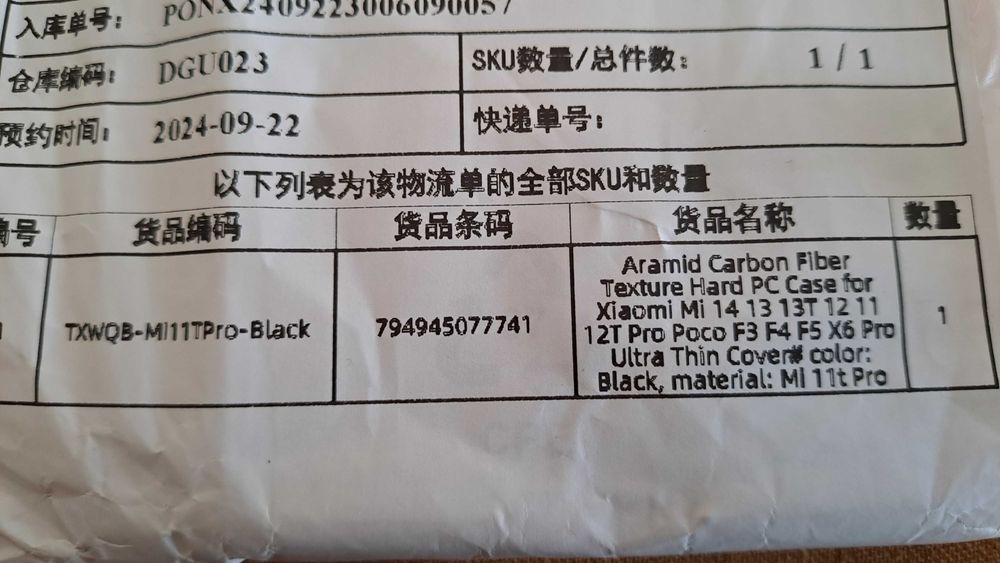 入库单号: PONX2409223006090057
仓库编码: DGU023
SKU数量/总件数: 1 / 1
预约时间: 2024-09-22
快递单号:
以下列表为该物流单的全部SKU和数量
编号 货品编码 货品条码 货品名称 数量
TXWQB-MI11TPro-Black
794945077741
Aramid Carbon Fiber
Texture Hard PC Case for
Xiaomi Mi 14 13 13T 12 11
12T Pro Poco F3 F4 F5 X6 Pro
Ultra Thin Cover# color:
Black, material: Mi 11t Pro
1